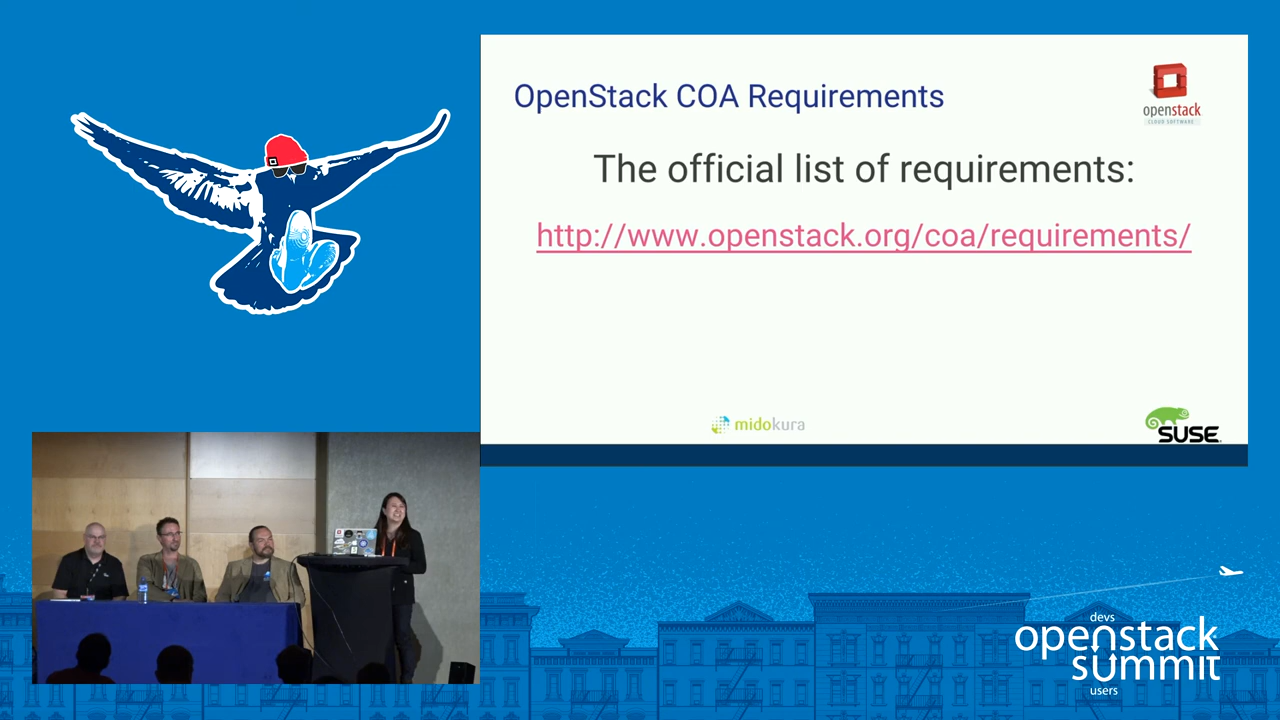 OpenStack COA Requirements
openstack
CLOUD SOFTWARE
The official list of requirements:
http://www.openstack.org/coa/requirements/
midokura
SUSE
devs
openstack
summit
users